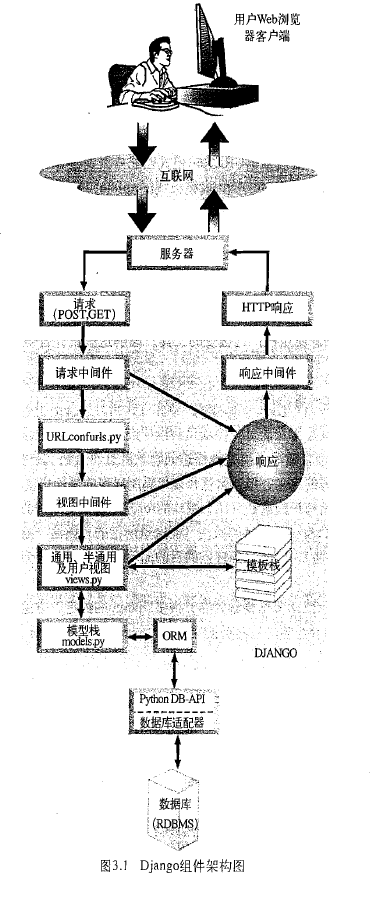 用户Web浏览
器客户端
互联网
服务器
请求
(POST,GET)
HTTP响应
请求中间件
响应中间件
URLconfurls.py
响应
视图中间件
通用、半通用
及用户视图
views.py
模板栈
模型栈
models.py
ORM
DJANGO
Python DB-API
数据库适配器
数据库
(RDBMS)
图3.1 Django组件架构图